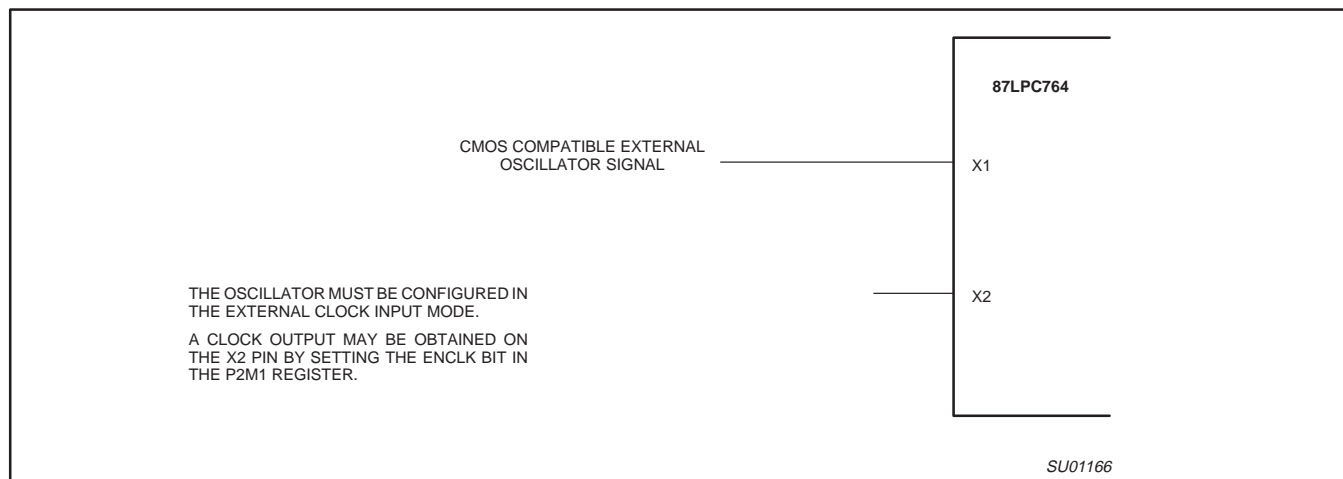 87LPC764
CMOS COMPATIBLE EXTERNAL
OSCILLATOR SIGNAL
X1
THE OSCILLATOR MUST BE CONFIGURED IN
THE EXTERNAL CLOCK INPUT MODE.
X2
A CLOCK OUTPUT MAY BE OBTAINED ON
THE X2 PIN BY SETTING THE ENCLK BIT IN
THE P2M1 REGISTER.
SU01166